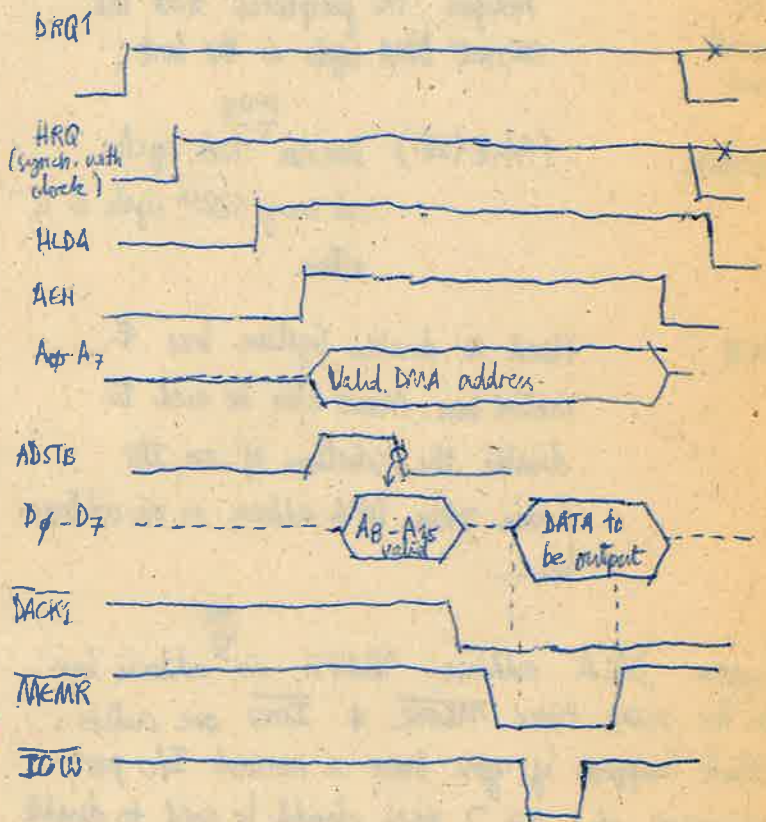 DRQ1
HRQ
(synch. with
clock)
HLDA
AEN
Aφ-A7
Valid DMA address
ADSTB
Dφ-D7
A8-A15
valid
DATA to
be output
DACK1
MEMR
IOW